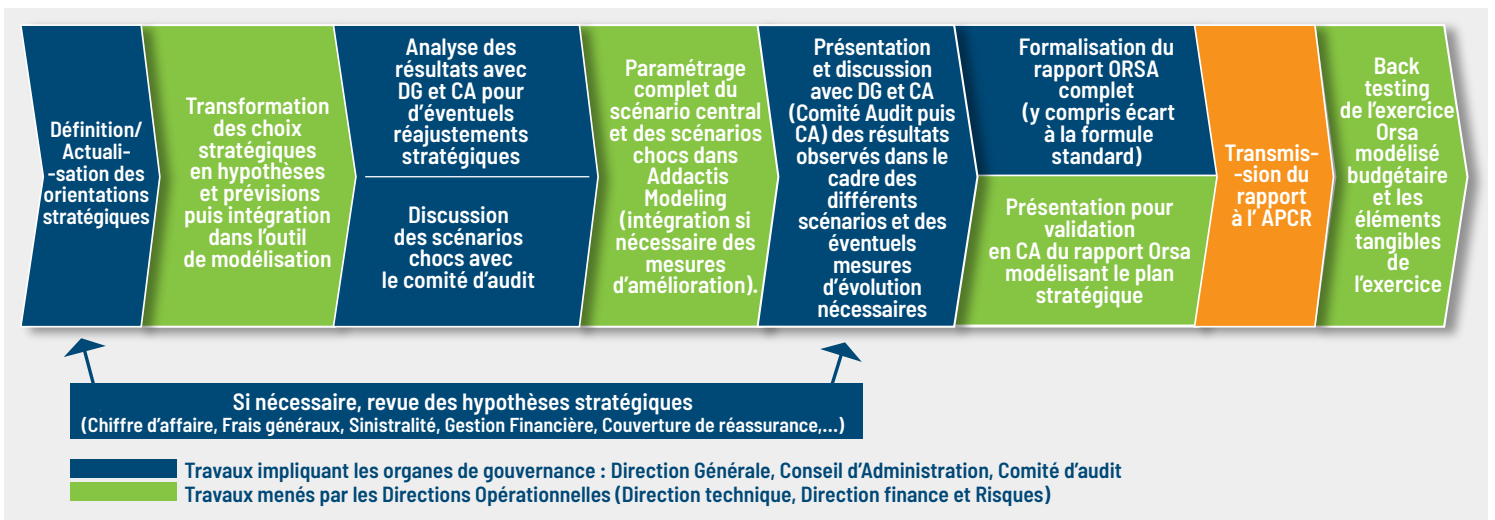 Définition/
Actuali-
-sation des
orientations
stratégiques
Transformation
des choix
stratégiques
en hypothèses
et prévisions
puis intégration
dans l'outil
de modélisation
Analyse des
résultats avec
DG et CA pour
d'éventuels
réajustements
stratégiques
Discussion
des scénarios
chocs avec
le comité d'audit
Paramétrage
complet du
scénario central
et des scénarios
chocs dans
Addactis
Modeling
(intégration si
nécessaire des
mesures
d'amélioration).
Présentation
et discussion
avec DG et CA
(Comité Audit puis
CA) des résultats
observés dans le
cadre des
différents
scénarios et des
éventuels
mesures
d'évolution
nécessaires
Formalisation du
rapport ORSA
complet
(y compris écart
à la formule
standard)
Présentation pour
validation
en CA du rapport Orsa
modélisant le plan
stratégique
Transmis-
-sion du
rapport
à l' APCR
Back
testing
de l'exercice
Orsa
modélisé
budgétaire
et les
éléments
tangibles
de
l'exercice
Si nécessaire, revue des hypothèses stratégiques
(Chiffre d'affaire, Frais généraux, Sinistralité, Gestion Financière, Couverture de réassurance,...)
Travaux impliquant les organes de gouvernance : Direction Générale, Conseil d'Administration, Comité d'audit
Travaux menés par les Directions Opérationnelles (Direction technique, Direction finance et Risques)